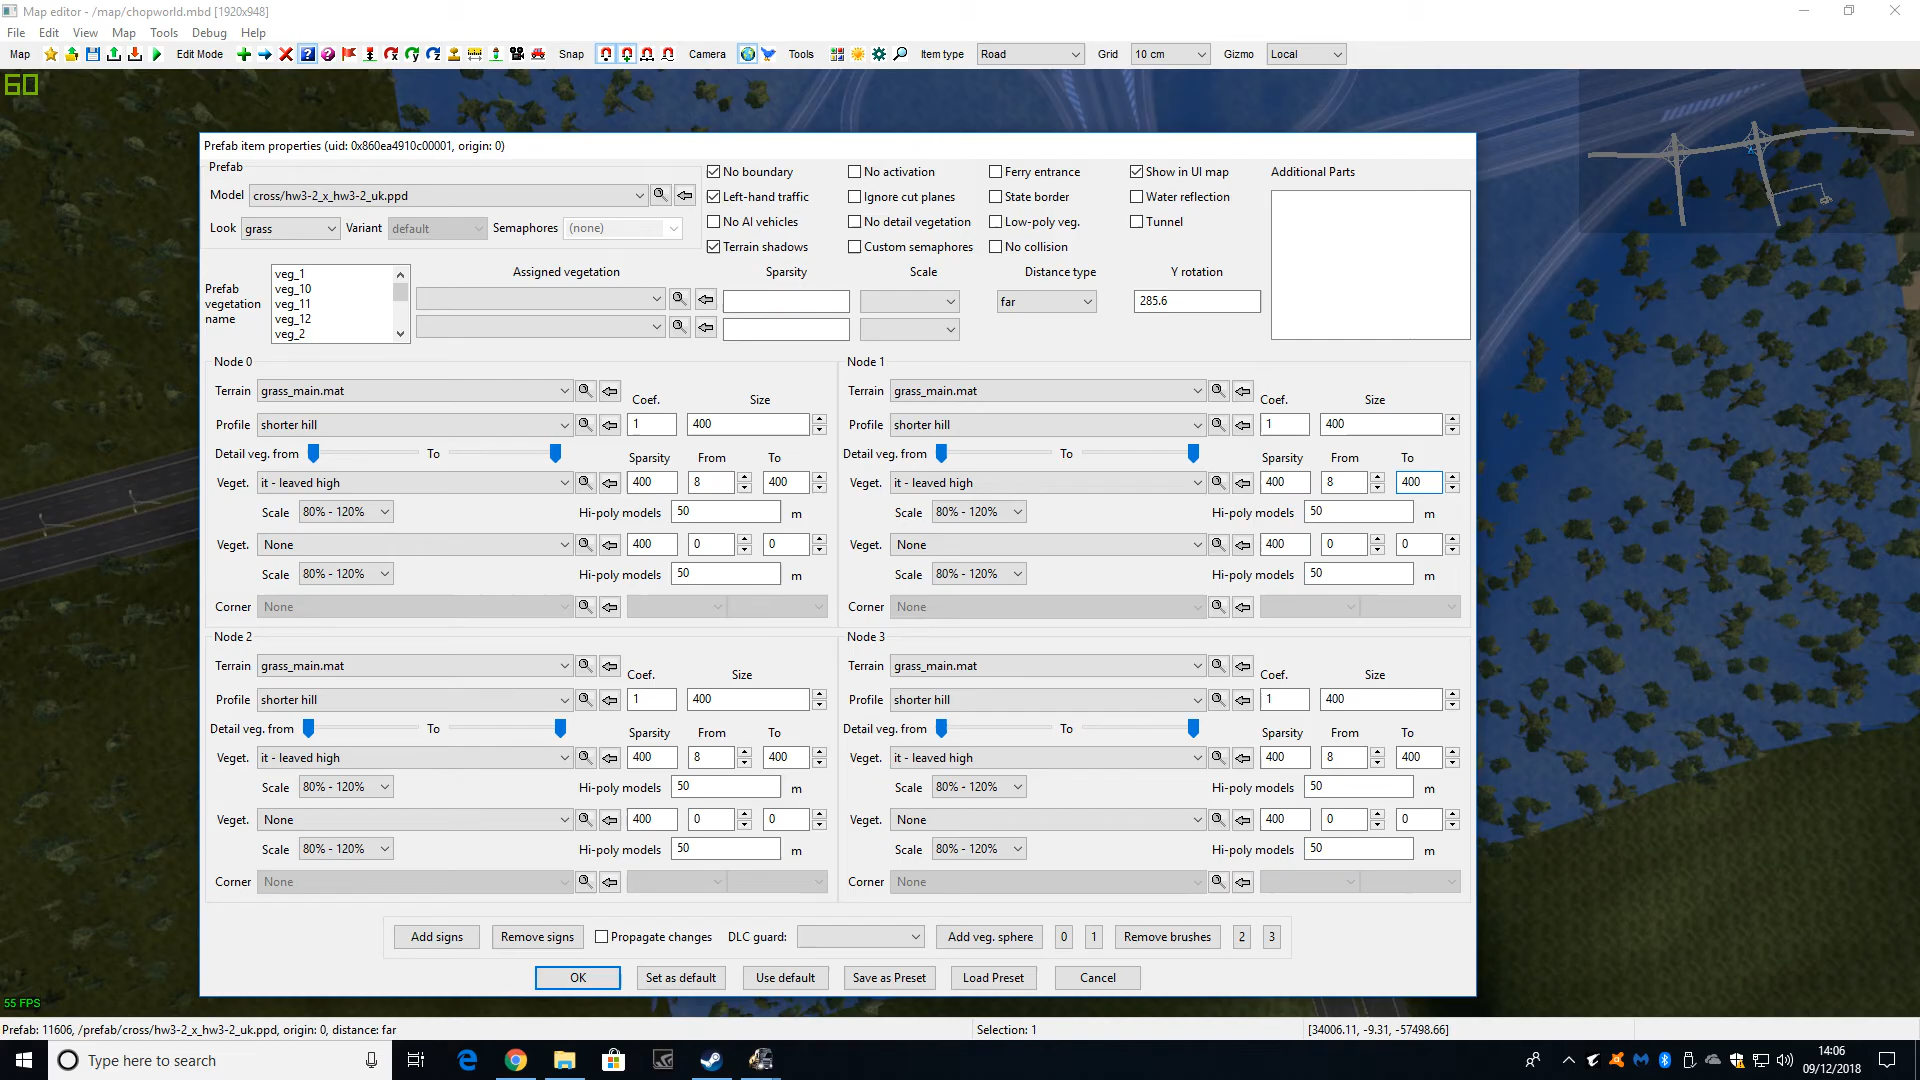 Map editor - /map/chopworld.mbd [1920x948]
File Edit View Map Tools Debug Help
Map Edit Mode Snap Camera Tools Item type Road Grid 10 cm Gizmo Local
60
Prefab item properties (uid: 0x860ea4910c00001, origin: 0)
Prefab
Model cross/hw3-2_x_hw3-2_uk.ppd
Look grass Variant default Semaphores (none)
No boundary No activation Ferry entrance Show in UI map Additional Parts
Left-hand traffic Ignore cut planes State border Water reflection
No AI vehicles No detail vegetation Low-poly veg. Tunnel
Terrain shadows Custom semaphores No collision
Prefab vegetation name
veg_1
veg_10
veg_11
veg_12
veg_2
Assigned vegetation Sparsity Scale Distance type Y rotation
far 285.6
Node 0
Terrain grass_main.mat Coef. Size
Profile shorter hill 1 400
Detail veg. from To Sparsity From To
Veget. it - leaved high 400 8 400
Scale 80% - 120% Hi-poly models 50 m
Veget. None 400 0 0
Scale 80% - 120% Hi-poly models 50 m
Corner None
Node 1
Terrain grass_main.mat Coef. Size
Profile shorter hill 1 400
Detail veg. from To Sparsity From To
Veget. it - leaved high 400 8 400
Scale 80% - 120% Hi-poly models 50 m
Veget. None 400 0 0
Scale 80% - 120% Hi-poly models 50 m
Corner None
Node 2
Terrain grass_main.mat Coef. Size
Profile shorter hill 1 400
Detail veg. from To Sparsity From To
Veget. it - leaved high 400 8 400
Scale 80% - 120% Hi-poly models 50 m
Veget. None 400 0 0
Scale 80% - 120% Hi-poly models 50 m
Corner None
Node 3
Terrain grass_main.mat Coef. Size
Profile shorter hill 1 400
Detail veg. from To Sparsity From To
Veget. it - leaved high 400 8 400
Scale 80% - 120% Hi-poly models 50 m
Veget. None 400 0 0
Scale 80% - 120% Hi-poly models 50 m
Corner None
Add signs Remove signs Propagate changes DLC guard: Add veg. sphere 0 1 Remove brushes 2 3
OK Set as default Use default Save as Preset Load Preset Cancel
55 FPS
Prefab: 11606, /prefab/cross/hw3-2_x_hw3-2_uk.ppd, origin: 0, distance: far Selection: 1 [34006.11, -9.31, -57498.66]
Type here to search
14:06
09/12/2018